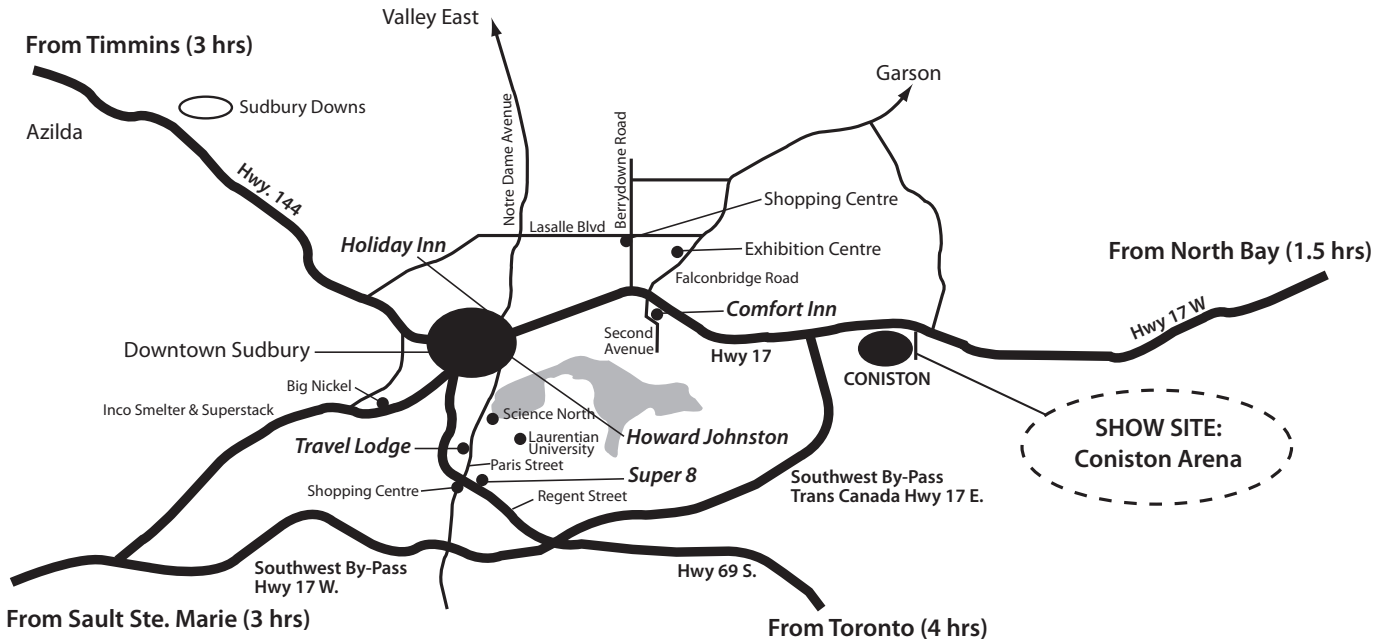 Valley East
From Timmins (3 hrs)
Garson
Sudbury Downs
Azilda
Notre Dame Avenue
Berrydowne Road
Hwy. 144
Shopping Centre
Lasalle Blvd
Holiday Inn
Exhibition Centre
From North Bay (1.5 hrs)
Falconbridge Road
Comfort Inn
Hwy 17 W
Second
Avenue
Downtown Sudbury
Hwy 17
CONISTON
Big Nickel
Inco Smelter & Superstack
Science North
SHOW SITE:
Coniston Arena
Travel Lodge
Laurentian
University
Howard Johnston
Paris Street
Super 8
Southwest By-Pass
Trans Canada Hwy 17 E.
Shopping Centre
Regent Street
Southwest By-Pass
Hwy 17 W.
Hwy 69 S.
From Sault Ste. Marie (3 hrs)
From Toronto (4 hrs)